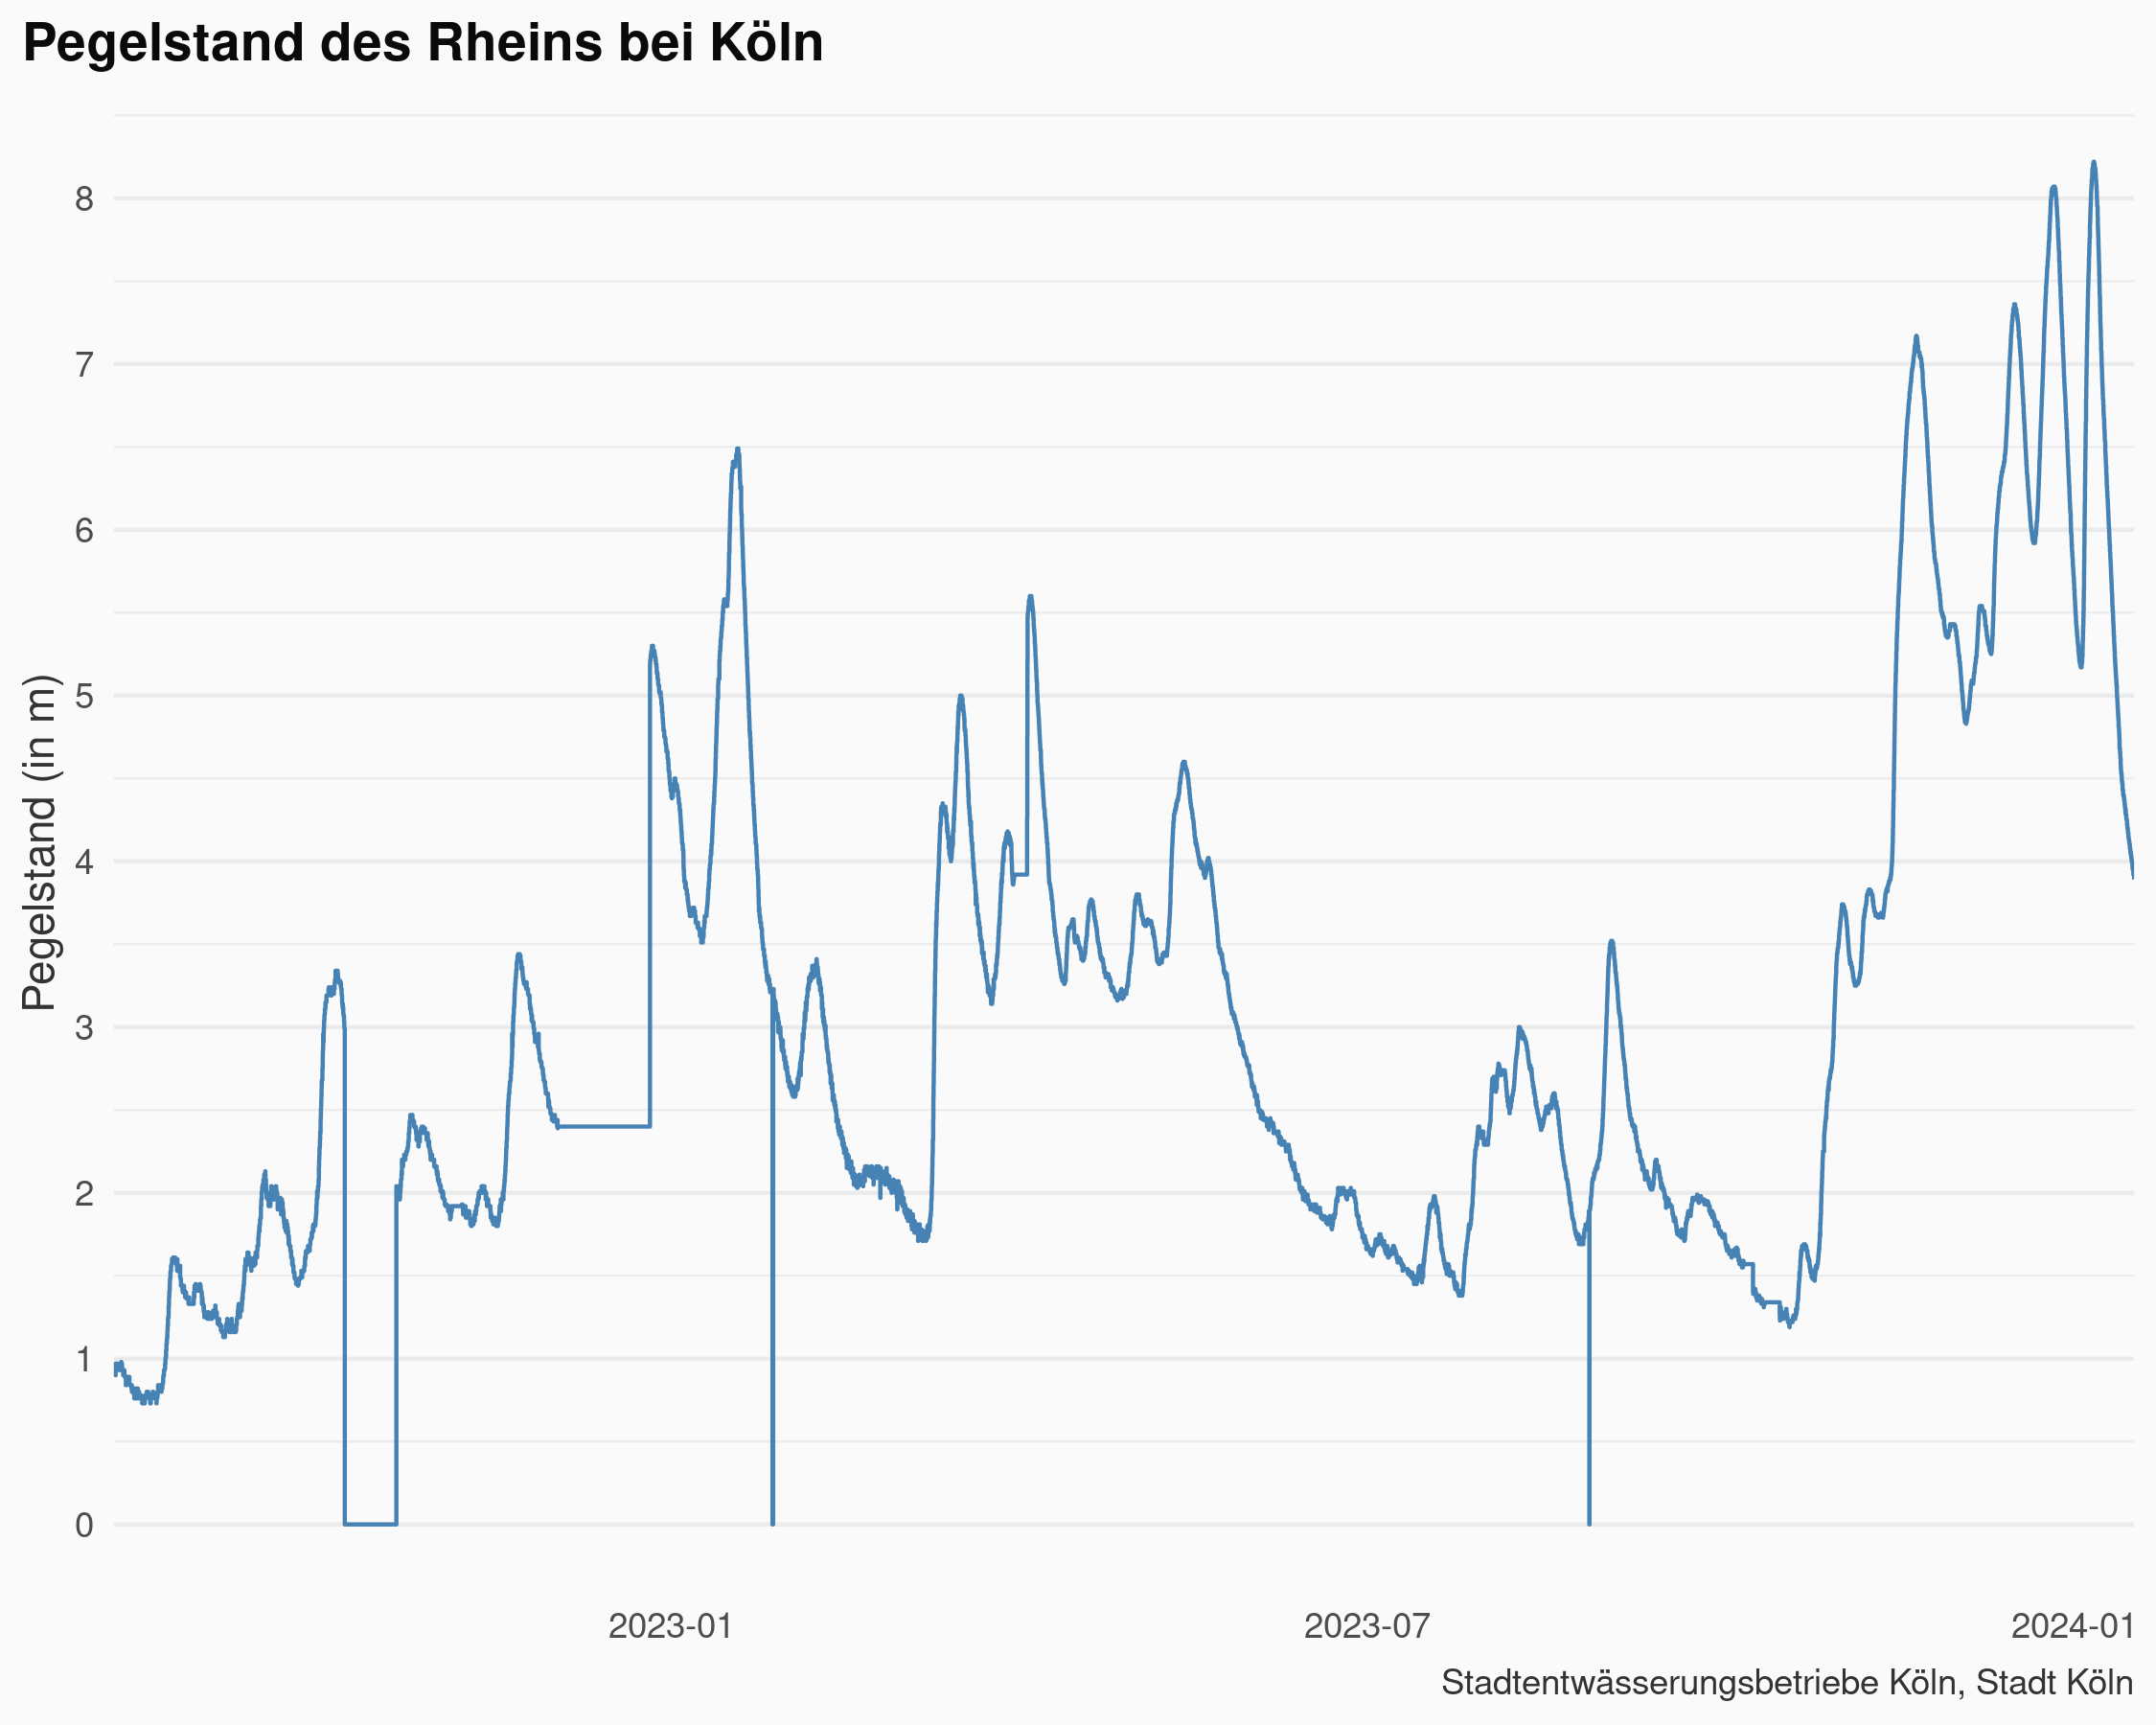 Pegelstand des Rheins bei Köln
Pegelstand (in m)
8
7
6
5
4
3
2
1
0
2023-01 2023-07 2024-01
Stadtentwässerungsbetriebe Köln, Stadt Köln